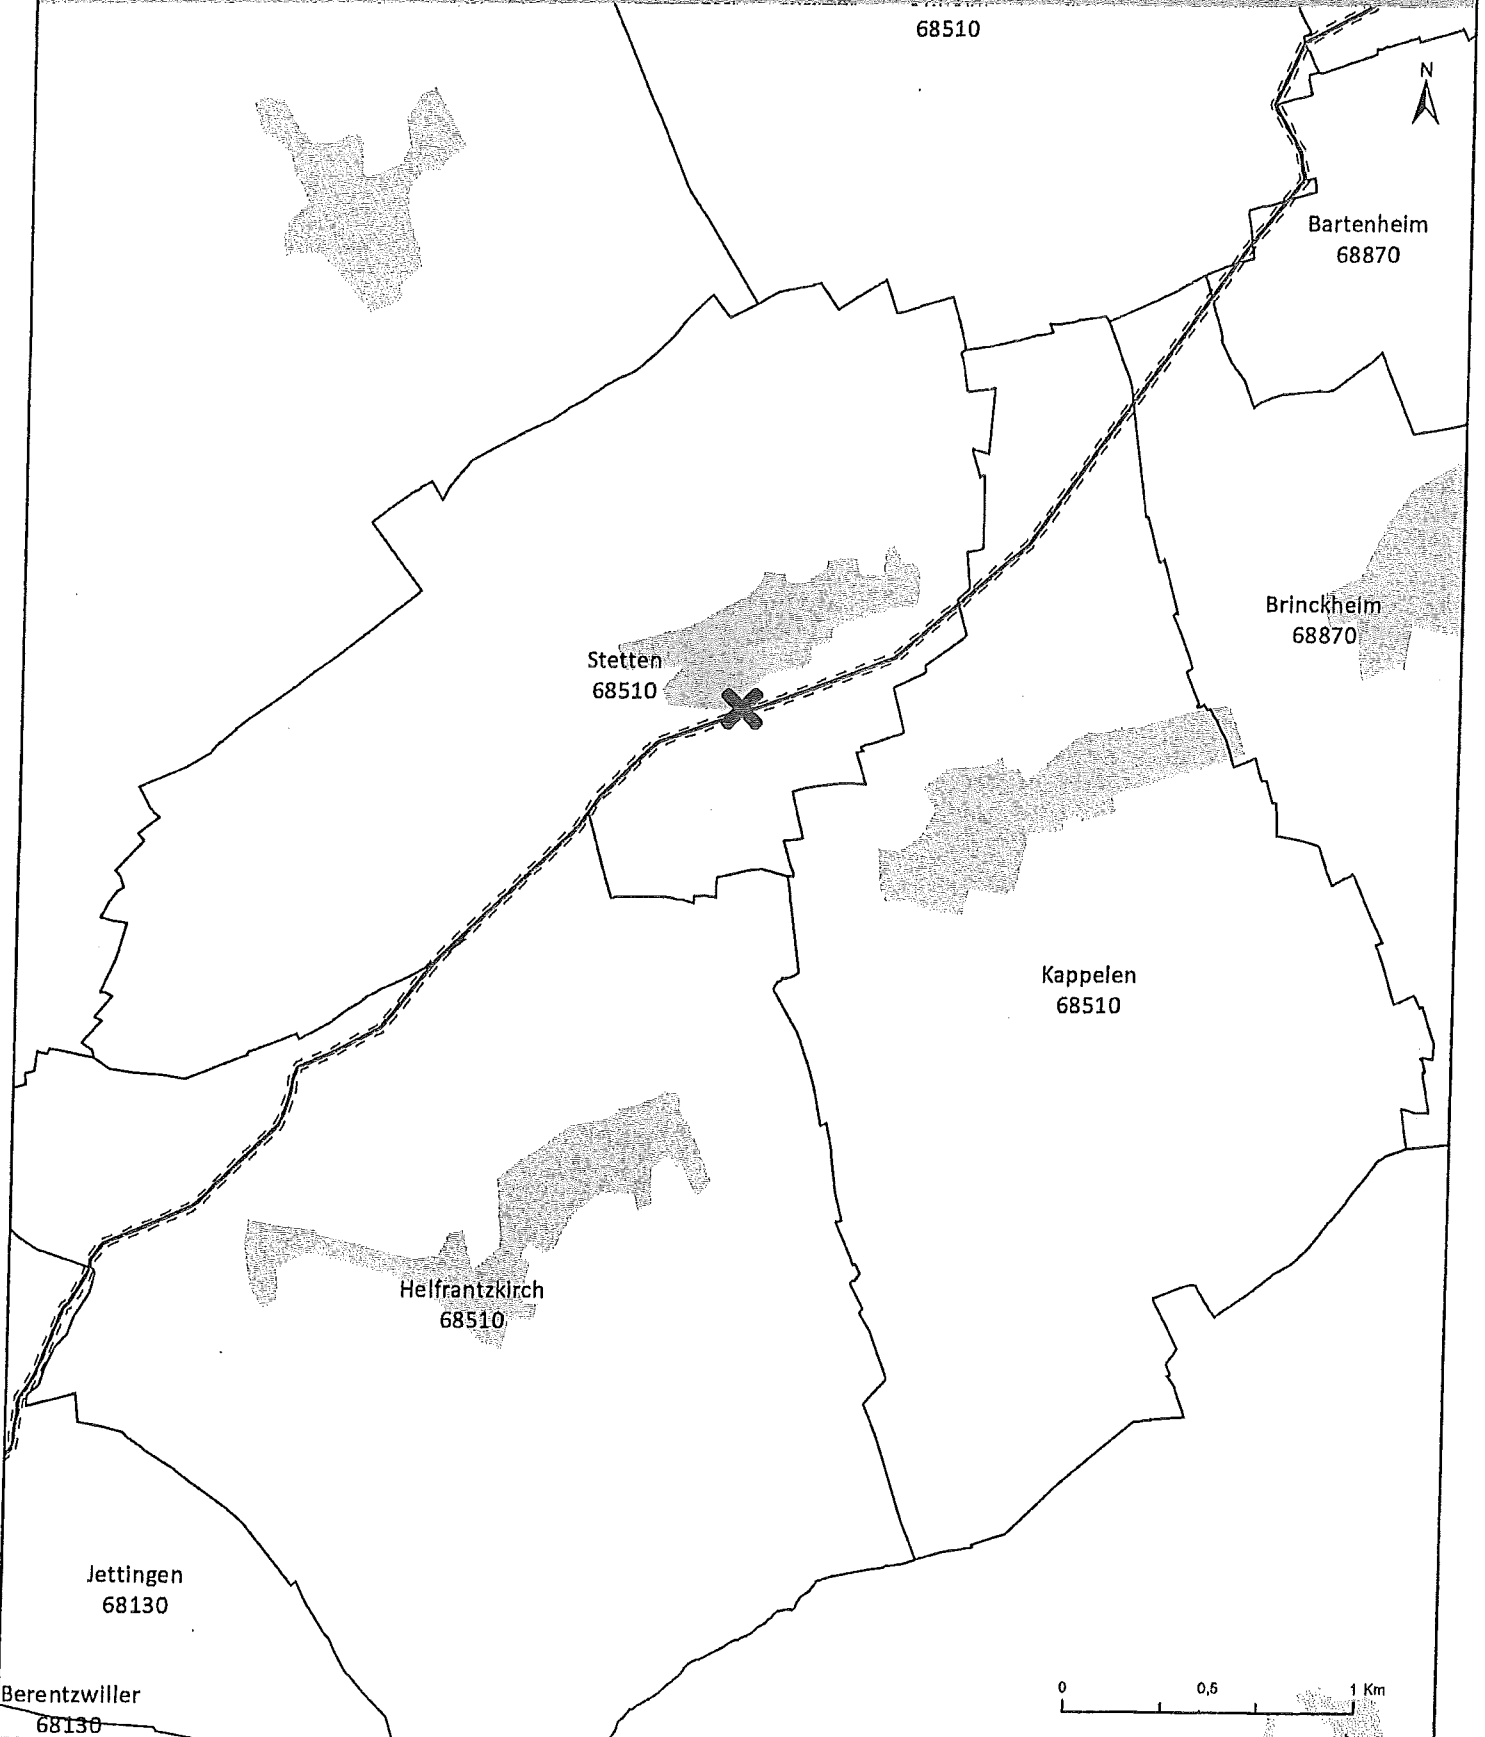 68510
N
Bartenheim
68870
Brinckheim
68870
Stetten
68510
Kappelen
68510
Helfrantzkirch
68510
Jettingen
68130
Berentzwiller
68130
0 0,5 1 Km